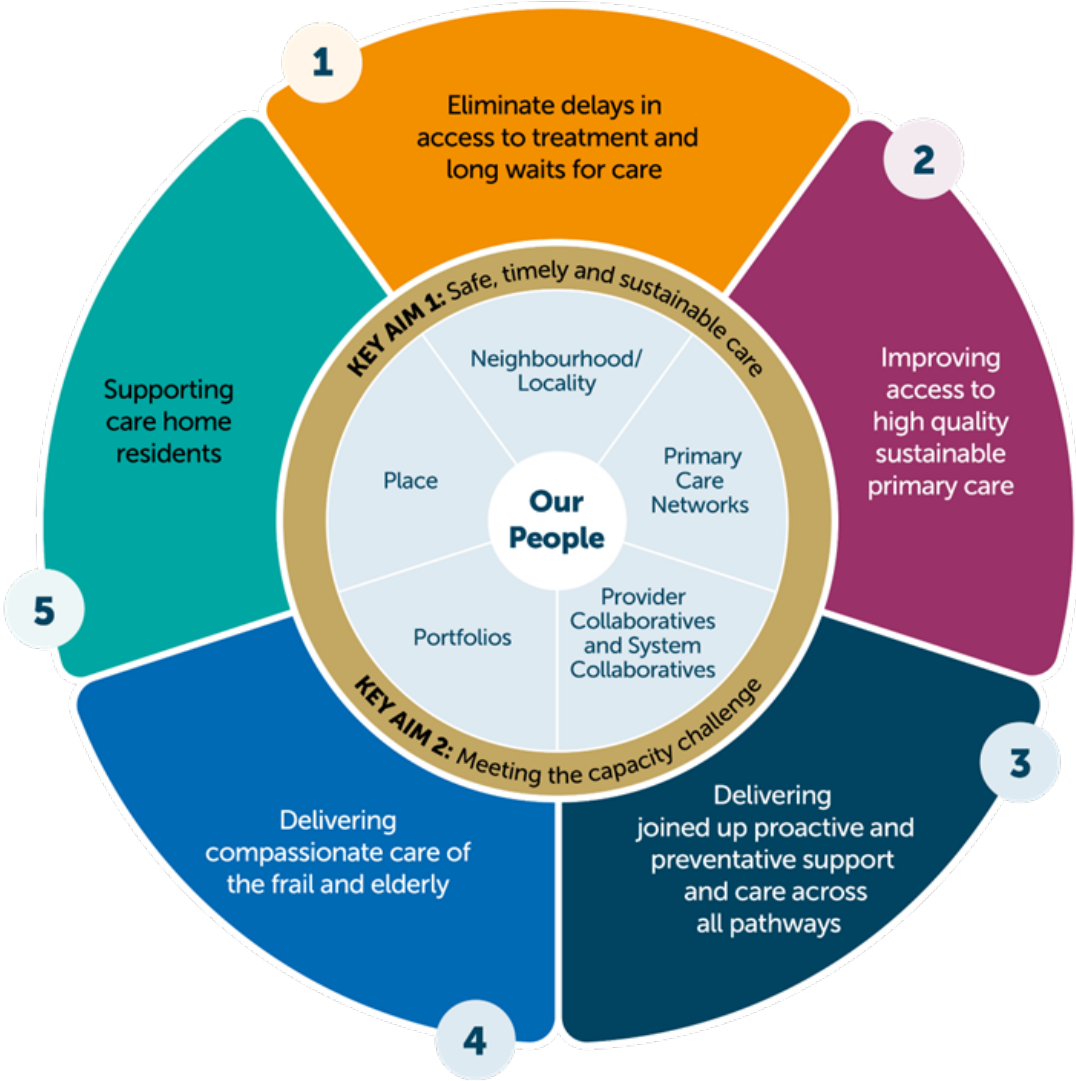 1
Eliminate delays in
access to treatment and
long waits for care
2
Improving
access to
high quality
sustainable
primary care
3
Delivering
joined up proactive and
preventative support
and care across
all pathways
4
Delivering
compassionate care of
the frail and elderly
5
Supporting
care home
residents
KEY AIM 1: Safe, timely and sustainable care
KEY AIM 2: Meeting the capacity challenge
Neighbourhood/
Locality
Primary
Care
Networks
Provider
Collaboratives
and System
Collaboratives
Portfolios
Place
Our
People